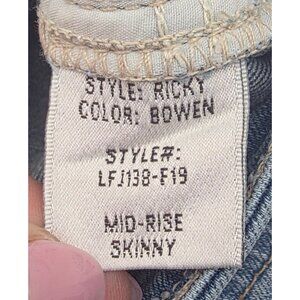 STYLE: RICKY
COLOR: BOWEN
STYLE#:
LFJ138-F19
MID-RISE
SKINNY